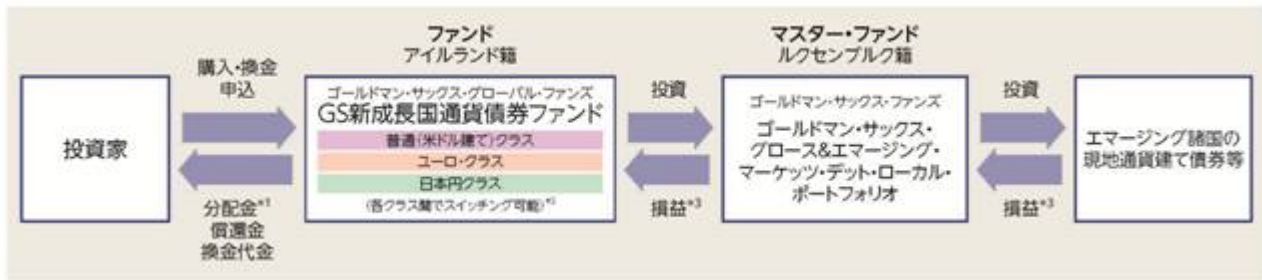 ファンド
アイルランド籍
マスター・ファンド
ルクセンブルク籍
投資家
購入・換金
申込
分配金*1
償還金
換金代金
ゴールドマン・サックス・グローバル・ファンズ
GS新成長国通貨債券ファンド
普通(米ドル建て)クラス
ユーロ・クラス
日本円クラス
(各クラス間でスイッチング可能)*2
投資
損益*3
ゴールドマン・サックス・ファンズ
ゴールドマン・サックス・
グロース&エマージング・
マーケッツ・デット・ローカル・
ポートフォリオ
投資
損益*3
エマージング諸国の
現地通貨建て債券等